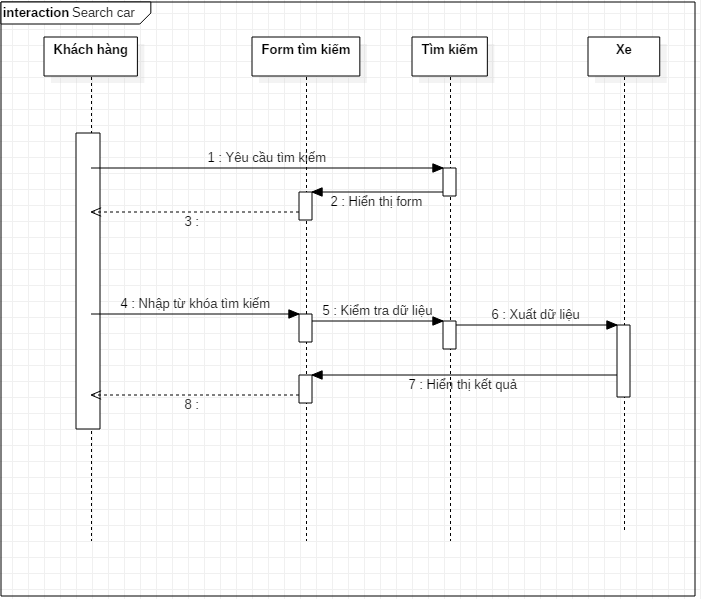 interaction Search car
Khách hàng
Form tìm kiếm
Tìm kiếm
Xe
1 : Yêu cầu tìm kiếm
2 : Hiển thị form
3 :
4 : Nhập từ khóa tìm kiếm
5 : Kiểm tra dữ liệu
6 : Xuất dữ liệu
7 : Hiển thị kết quả
8 :